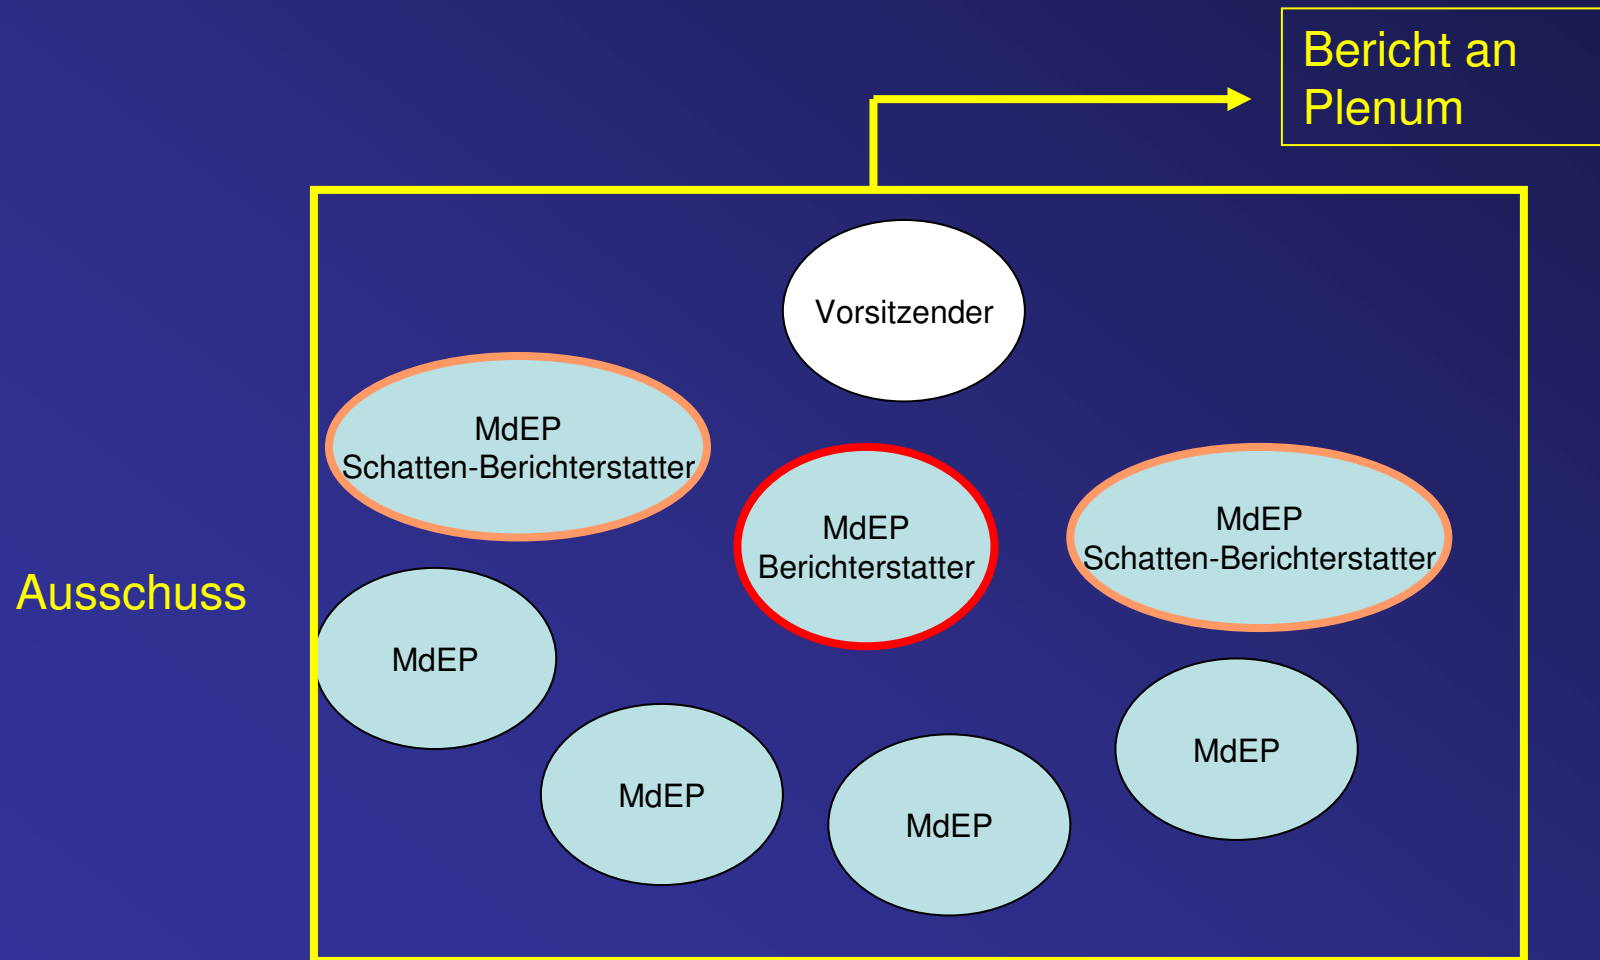 Bericht an
Plenum
Vorsitzender
MdEP
Schatten-Berichterstatter
MdEP
Berichterstatter
MdEP
Schatten-Berichterstatter
Ausschuss
MdEP
MdEP
MdEP
MdEP